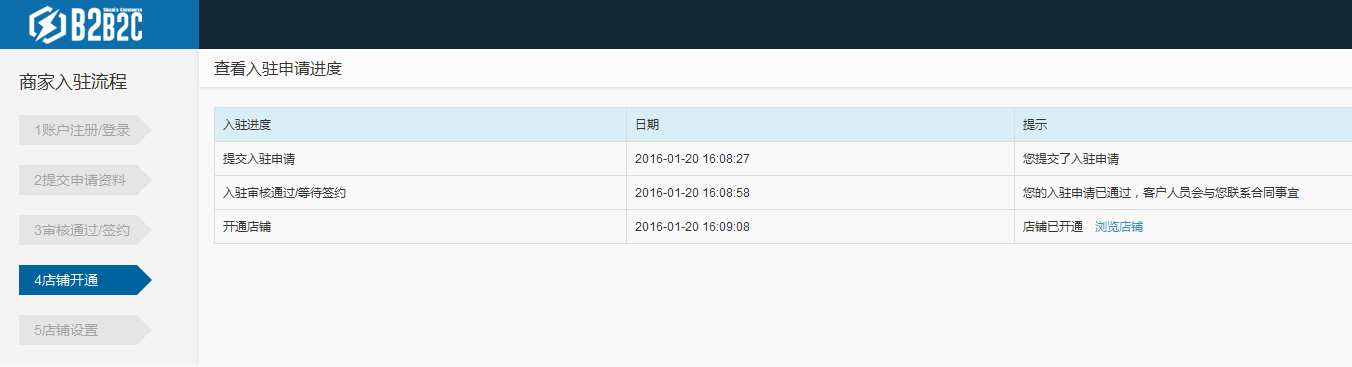 ShopEx Commerce
B2B2C
商家入驻流程
1账户注册/登录
2提交申请资料
3审核通过/签约
4店铺开通
5店铺设置
查看入驻申请进度
入驻进度 日期 提示
提交入驻申请 2016-01-20 16:08:27 您提交了入驻申请
入驻审核通过/等待签约 2016-01-20 16:08:58 您的入驻申请已通过，客户人员会与您联系合同事宜
开通店铺 2016-01-20 16:09:08 店铺已开通 浏览店铺